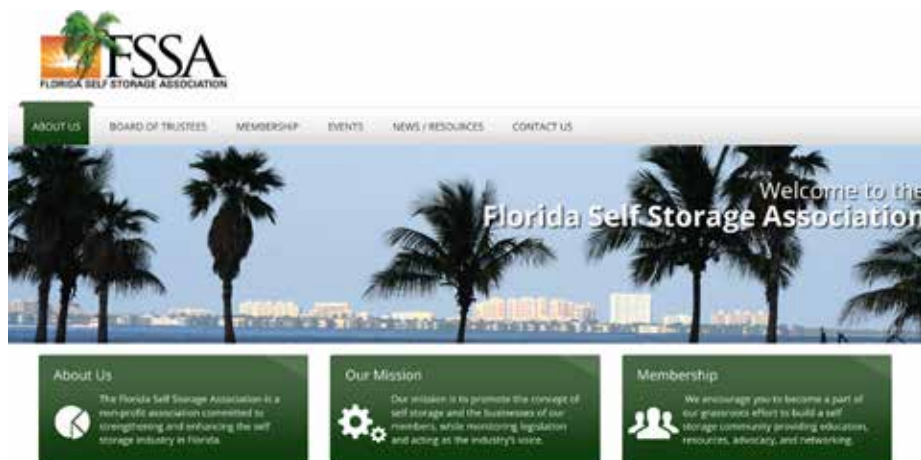 FSSA
FLORIDA SELF STORAGE ASSOCIATION
ABOUT US
BOARD OF TRUSTEES
MEMBERSHIP
EVENTS
NEWS / RESOURCES
CONTACT US
Welcome to the
Florida Self Storage Association
About Us
The Florida Self Storage Association is a
non-profit association committed to
strengthening and enhancing the self
storage industry in Florida.
Our Mission
Our mission is to promote the concept of
self storage and the businesses of our
members, while monitoring legislation
and acting as the industry's voice.
Membership
We encourage you to become a part of
our grassroots effort to build a self
storage community providing education,
resources, advocacy, and networking.